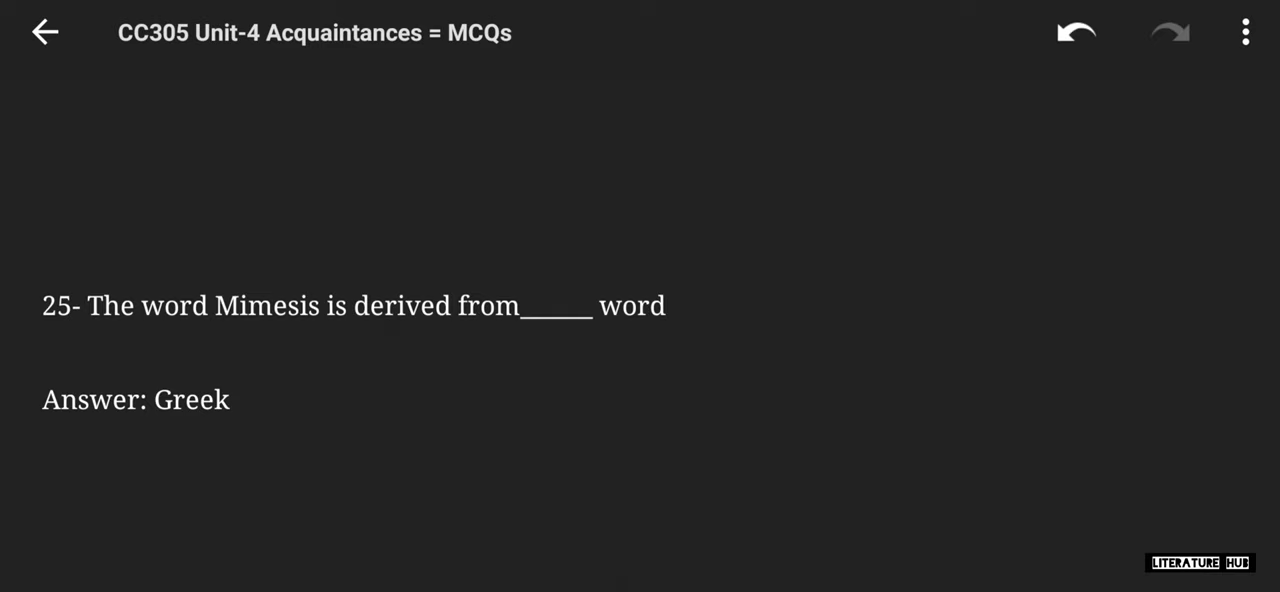 CC305 Unit-4 Acquaintances = MCQs
25- The word Mimesis is derived from______ word
Answer: Greek
LITERATURE HUB